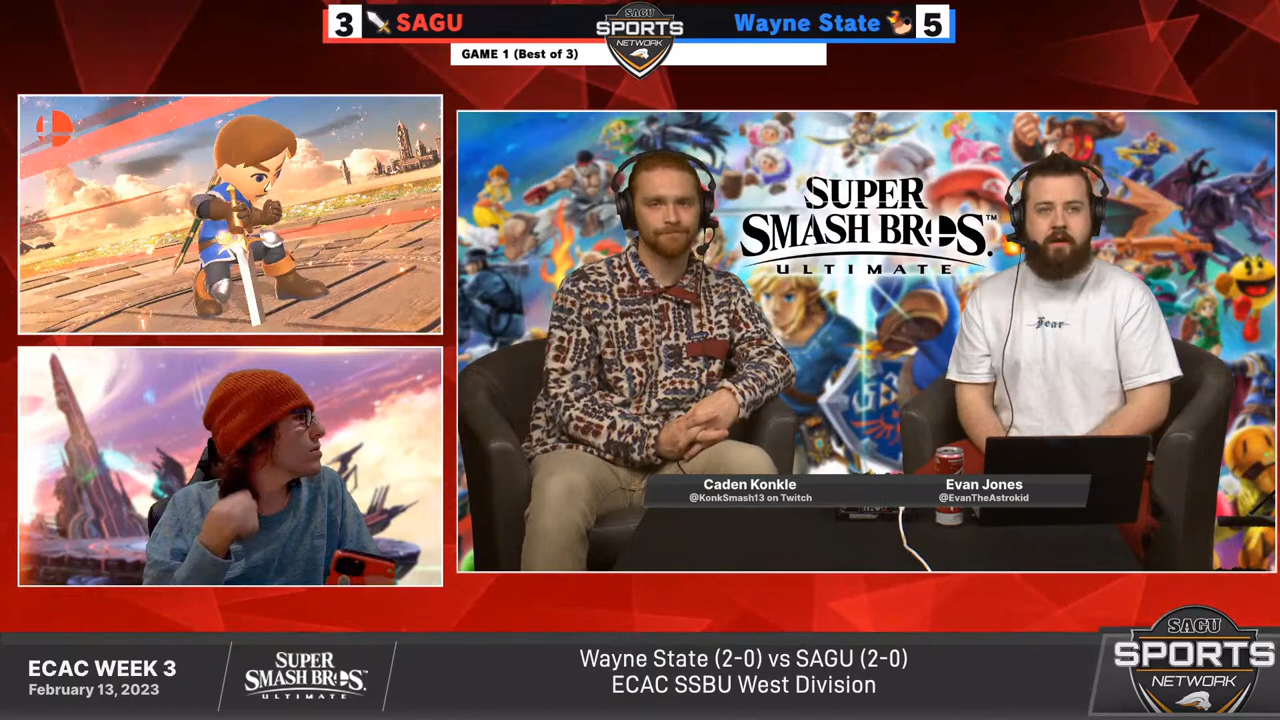 3 SAGU
SAGU
SPORTS
NETWORK
Wayne State 5
GAME 1 (Best of 3)
SUPER
SMASH BROS.™
ULTIMATE
Fear
Caden Konkle
@KonkSmash13 on Twitch
Evan Jones
@EvanTheAstrokid
ECAC WEEK 3
February 13, 2023
SUPER
SMASH BROS.
ULTIMATE
Wayne State (2-0) vs SAGU (2-0)
ECAC SSBU West Division
SAGU
SPORTS
NETWORK